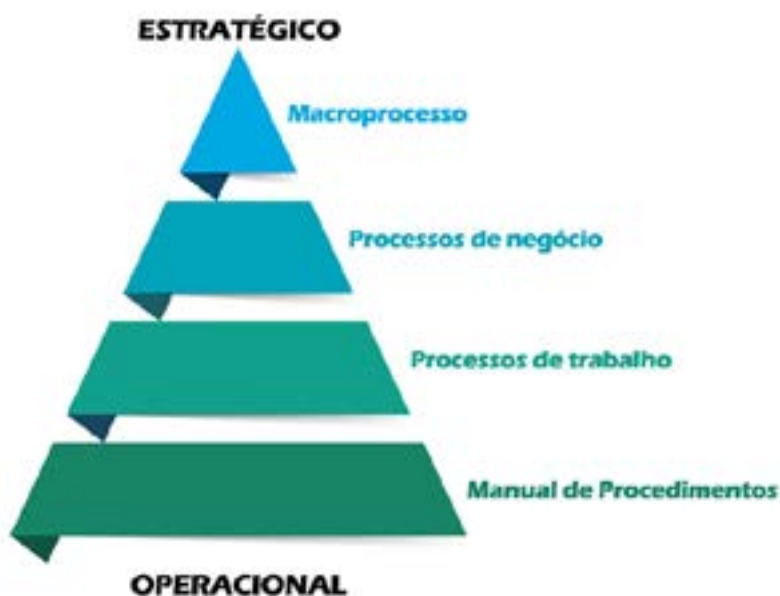 ESTRATÉGICO
Macroprocesso
Processos de negócio
Processos de trabalho
Manual de Procedimentos
OPERACIONAL